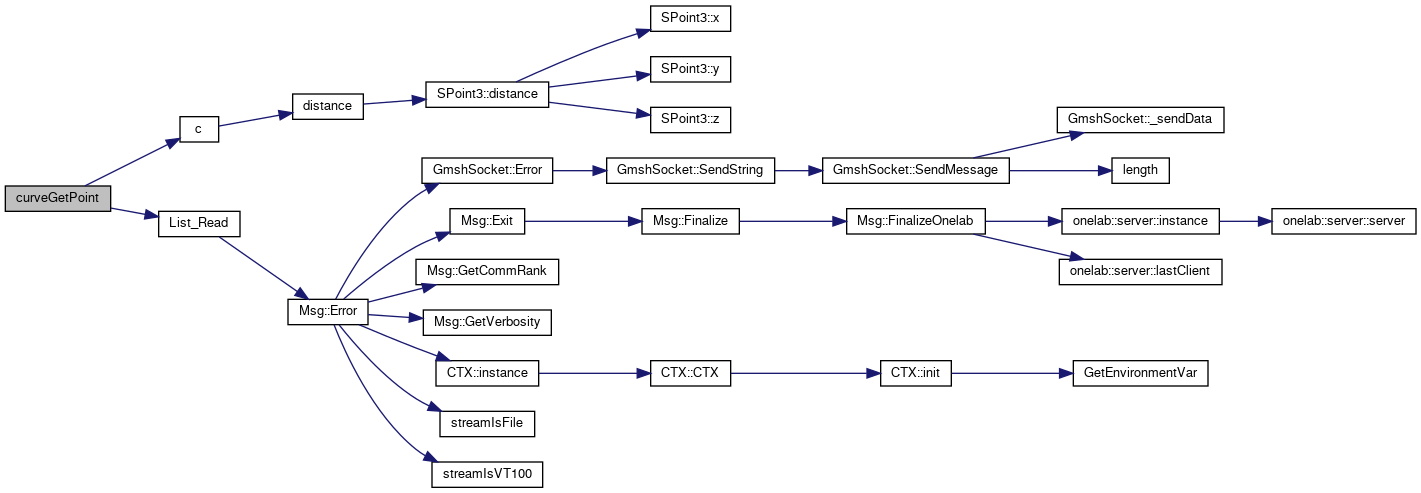 SPoint3::x
SPoint3::y
distance
SPoint3::distance
SPoint3::z
c
GmshSocket::_sendData
GmshSocket::Error
GmshSocket::SendString
GmshSocket::SendMessage
length
curveGetPoint
List_Read
Msg::Exit
Msg::Finalize
Msg::FinalizeOnelab
onelab::server::instance
onelab::server::server
Msg::GetCommRank
onelab::server::lastClient
Msg::Error
Msg::GetVerbosity
CTX::instance
CTX::CTX
CTX::init
GetEnvironmentVar
streamIsFile
streamIsVT100